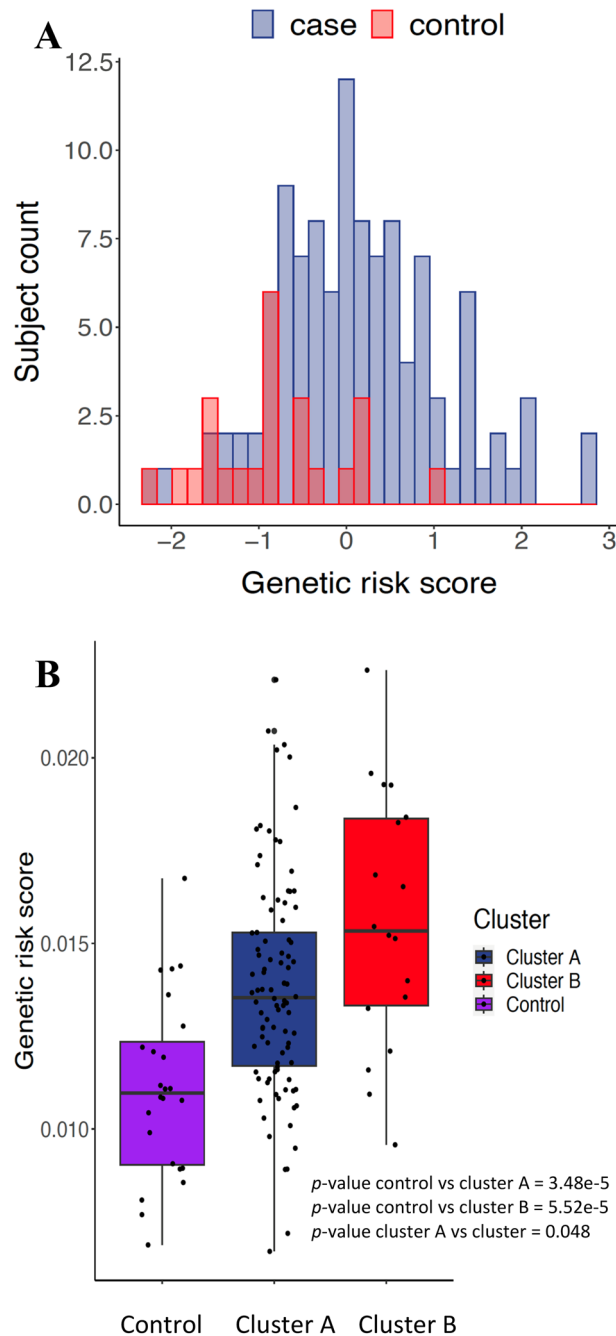 A
case control
12.5
10.0
7.5
5.0
2.5
0.0
Subject count
−2 −1 0 1 2 3
Genetic risk score
B
0.020
0.015
0.010
Genetic risk score
Cluster
Cluster A
Cluster B
Control
p-value control vs cluster A = 3.48e-5
p-value control vs cluster B = 5.52e-5
p-value cluster A vs cluster = 0.048
Control Cluster A Cluster B